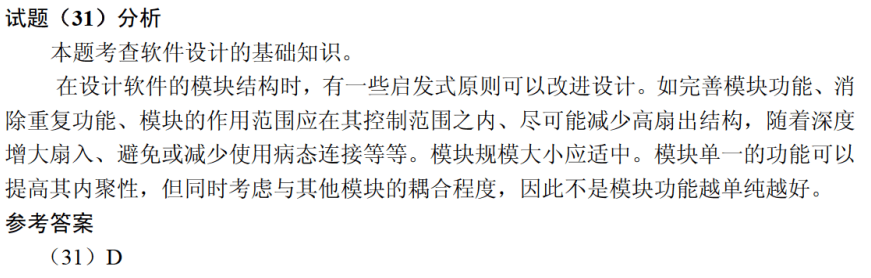 试题（31）分析
本题考查软件设计的基础知识。
在设计软件的模块结构时，有一些启发式原则可以改进设计。如完善模块功能、消
除重复功能、模块的作用范围应在其控制范围之内、尽可能减少高扇出结构，随着深度
增大扇入、避免或减少使用病态连接等等。模块规模大小应适中。模块单一的功能可以
提高其内聚性，但同时考虑与其他模块的耦合程度，因此不是模块功能越单纯越好。
参考答案
（31）D